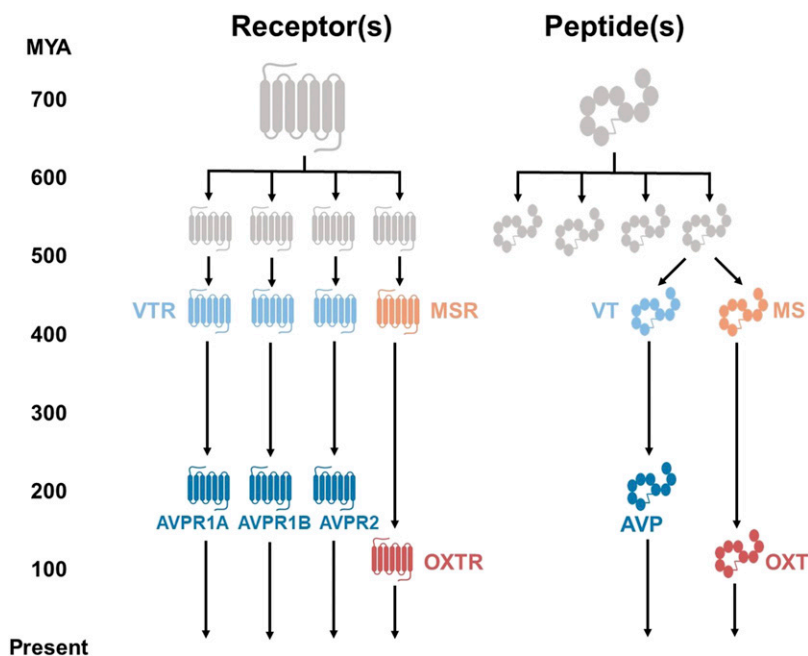 Receptor(s) Peptide(s)
MYA
700
600
500
VTR MSR VT MS
400
300
200
AVPR1A AVPR1B AVPR2 AVP
OXTR OXT
100
Present